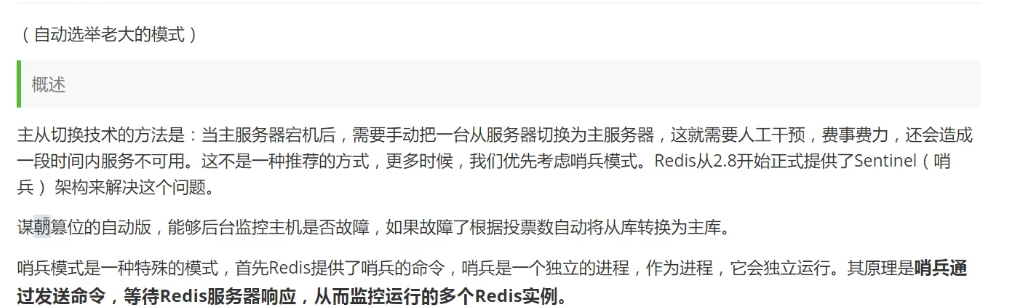 （自动选举老大的模式）
概述
主从切换技术的方法是：当主服务器宕机后，需要手动把一台从服务器切换为主服务器，这就需要人工干预，费事费力，还会造成
一段时间内服务不可用。这不是一种推荐的方式，更多时候，我们优先考虑哨兵模式。Redis从2.8开始正式提供了Sentinel（哨
兵） 架构来解决这个问题。
谋朝篡位的自动版，能够后台监控主机是否故障，如果故障了根据投票数自动将从库转换为主库。
哨兵模式是一种特殊的模式，首先Redis提供了哨兵的命令，哨兵是一个独立的进程，作为进程，它会独立运行。其原理是哨兵通
过发送命令，等待Redis服务器响应，从而监控运行的多个Redis实例。